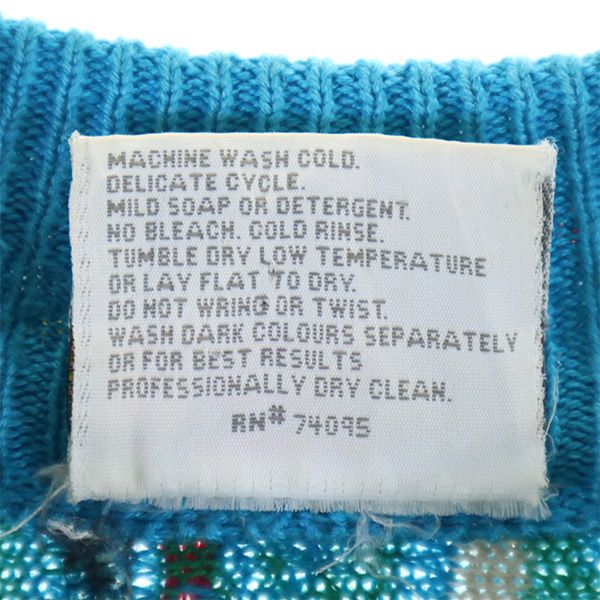 MACHINE WASH COLD.
DELICATE CYCLE.
MILD SOAP OR DETERGENT.
NO BLEACH. COLD RINSE.
TUMBLE DRY LOW TEMPERATURE
OR LAY FLAT TO DRY.
DO NOT WRING OR TWIST.
WASH DARK COLOURS SEPARATELY
OR FOR BEST RESULTS
PROFESSIONALLY DRY CLEAN.
RN# 74095